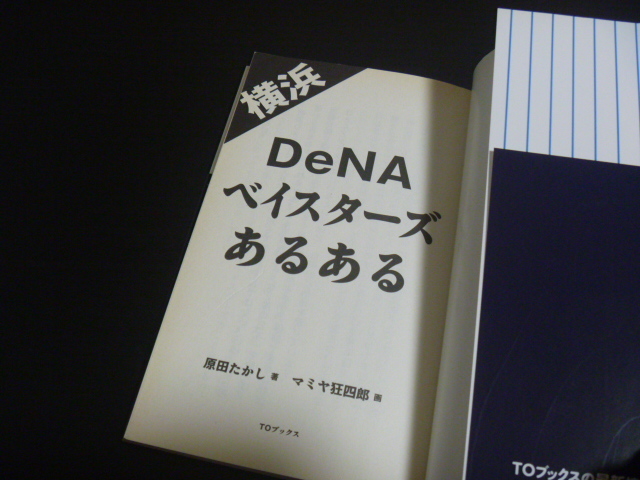 横浜
DeNA
ベイスターズ
あるある
原田たかし 著 マミヤ狂四郎 画
TOブックス
TOブックスの